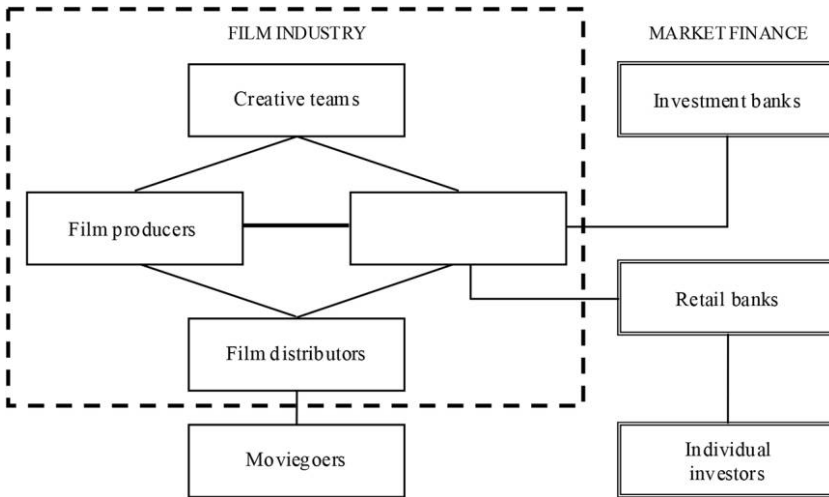 FILM INDUSTRY
MARKET FINANCE
Creative teams
Investment banks
Film producers
Retail banks
Film distributors
Moviegoers
Individual
investors